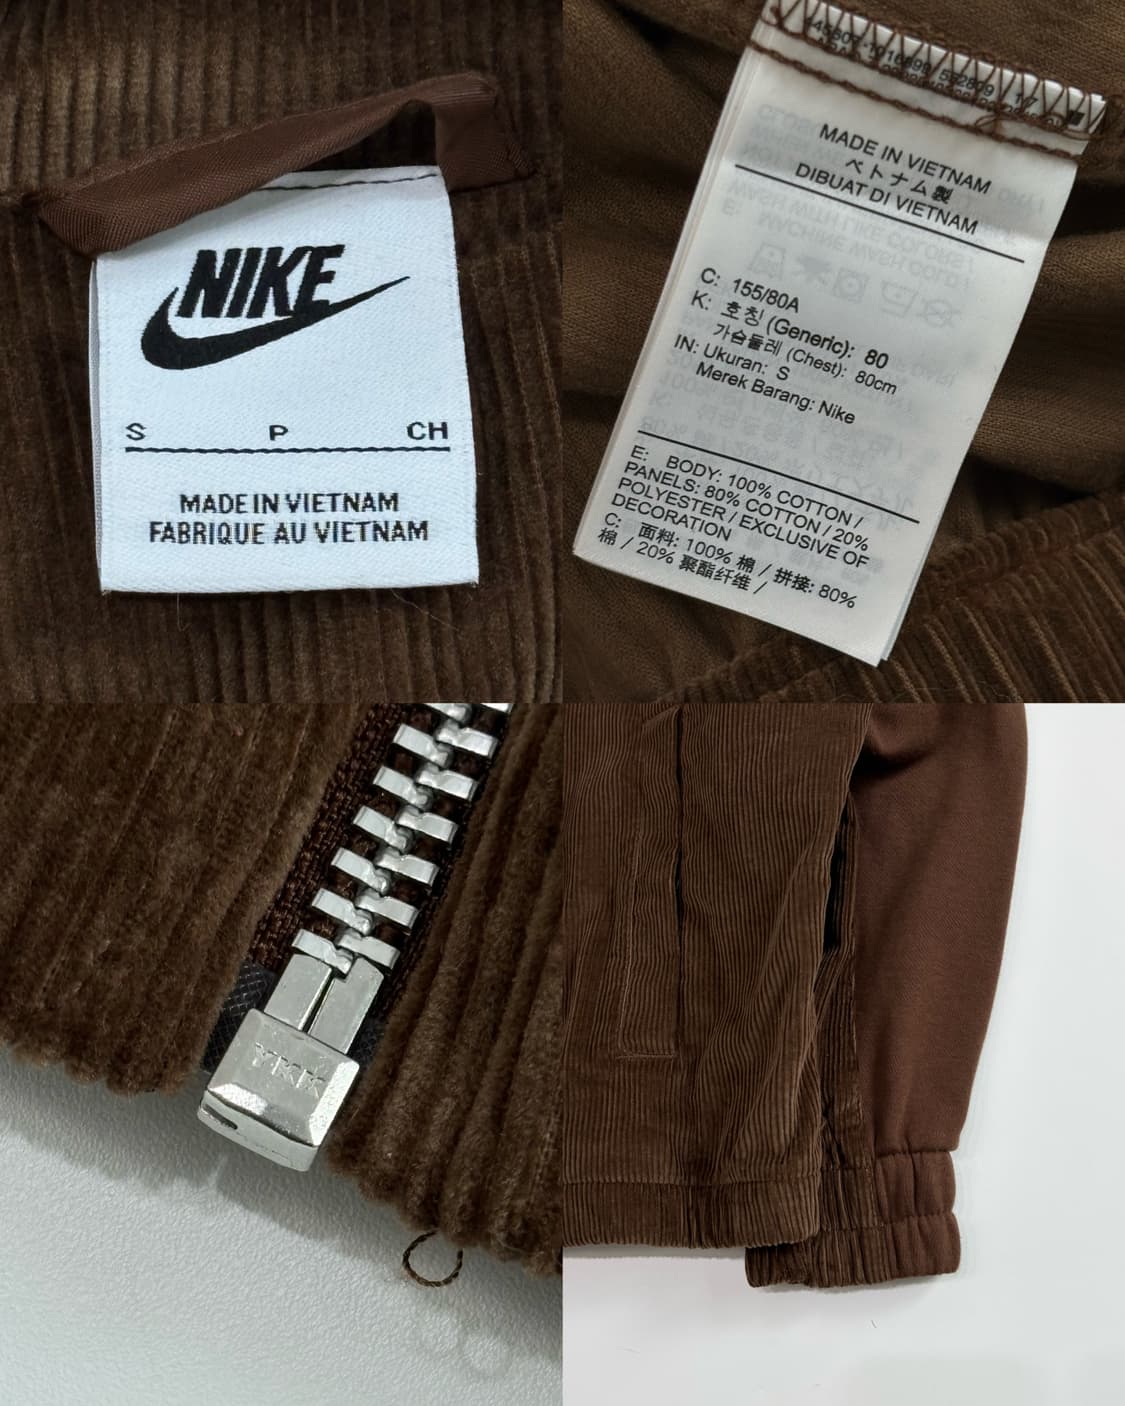 NIKE
S P CH
MADE IN VIETNAM
FABRIQUE AU VIETNAM
MADE IN VIETNAM
ベトナム製
DIBUAT DI VIETNAM
C: 155/80A
K: 호칭 (Generic): 80
가슴둘레 (Chest): 80cm
IN: Ukuran: S
Merek Barang: Nike
E: BODY: 100% COTTON /
PANELS: 80% COTTON / 20%
POLYESTER / EXCLUSIVE OF
DECORATION
C: 面料: 100% 棉 / 拼接: 80%
棉 / 20% 聚酯纤维 /
YKK